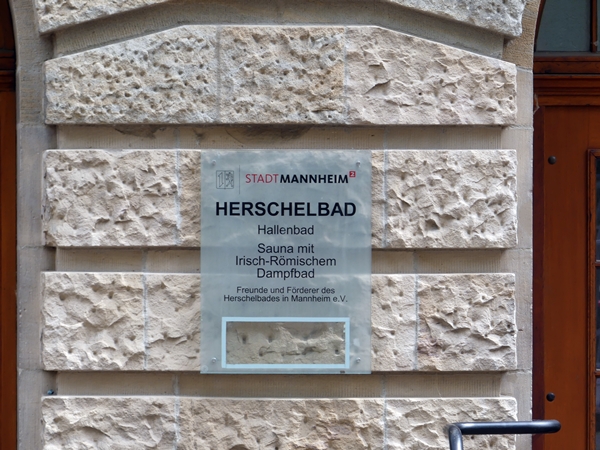 STADTMANNHEIM²
HERSCHELBAD
Hallenbad
Sauna mit
Irisch-Römischem
Dampfbad
Freunde und Förderer des
Herschelbades in Mannheim e.V.